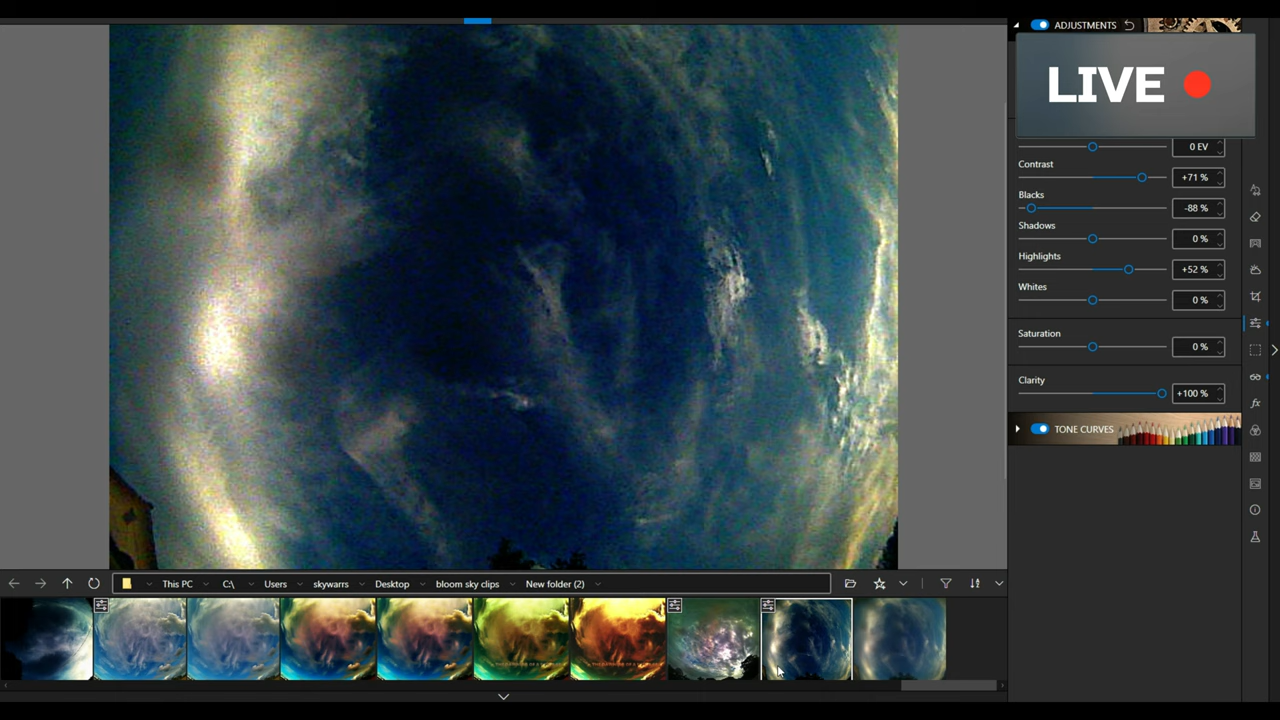 ADJUSTMENTS
LIVE
0 EV
Contrast
+71 %
Blacks
-88 %
Shadows
0 %
Highlights
+52 %
Whites
0 %
Saturation
0 %
Clarity
+100 %
TONE CURVES
This PC C:\ Users skywarrs Desktop bloom sky clips New folder (2)
fx